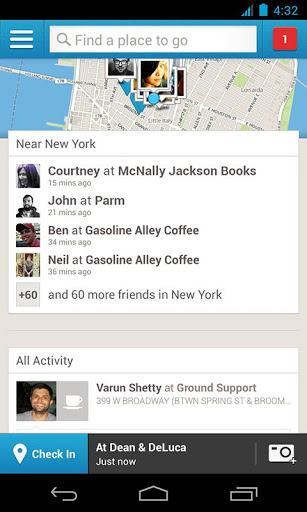 4:32
Find a place to go
1
Little Italy
Loisaida
Near New York
Courtney at McNally Jackson Books
15 mins ago
John at Parm
21 mins ago
Ben at Gasoline Alley Coffee
34 mins ago
Neil at Gasoline Alley Coffee
36 mins ago
+60 and 60 more friends in New York
All Activity
Varun Shetty at Ground Support
399 W BROADWAY (BTWN SPRING ST & BROOM...
Check In
At Dean & DeLuca
Just now